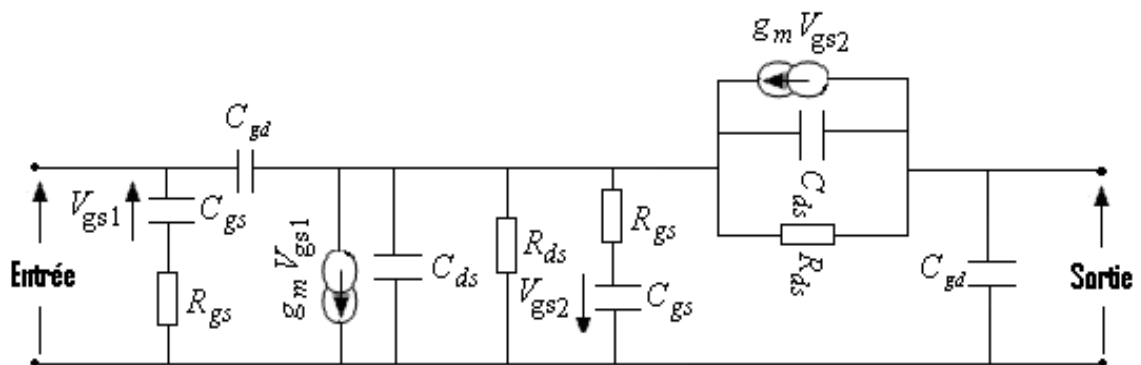 g_m V_gs2
C_gd
V_gs1
C_gs
R_gs
Entrée
g_m V_gs1
C_ds
R_ds
V_gs2
R_gs
C_gs
C_ds
R_ds
C_gd
Sortie